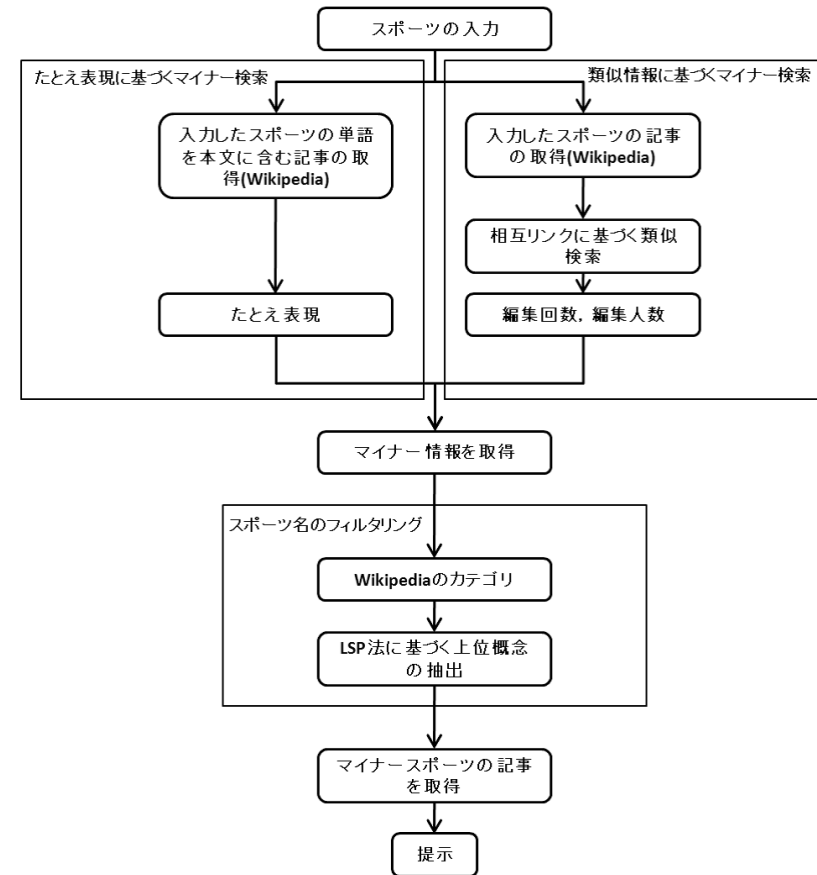 スポーツの入力
たとえ表現に基づくマイナー検索
類似情報に基づくマイナー検索
入力したスポーツの単語
を本文に含む記事の取
得(Wikipedia)
入力したスポーツの記事
の取得(Wikipedia)
相互リンクに基づく類似
検索
たとえ表現
編集回数, 編集人数
マイナー情報を取得
スポーツ名のフィルタリング
Wikipediaのカテゴリ
LSP法に基づく上位概念
の抽出
マイナースポーツの記事
を取得
提示